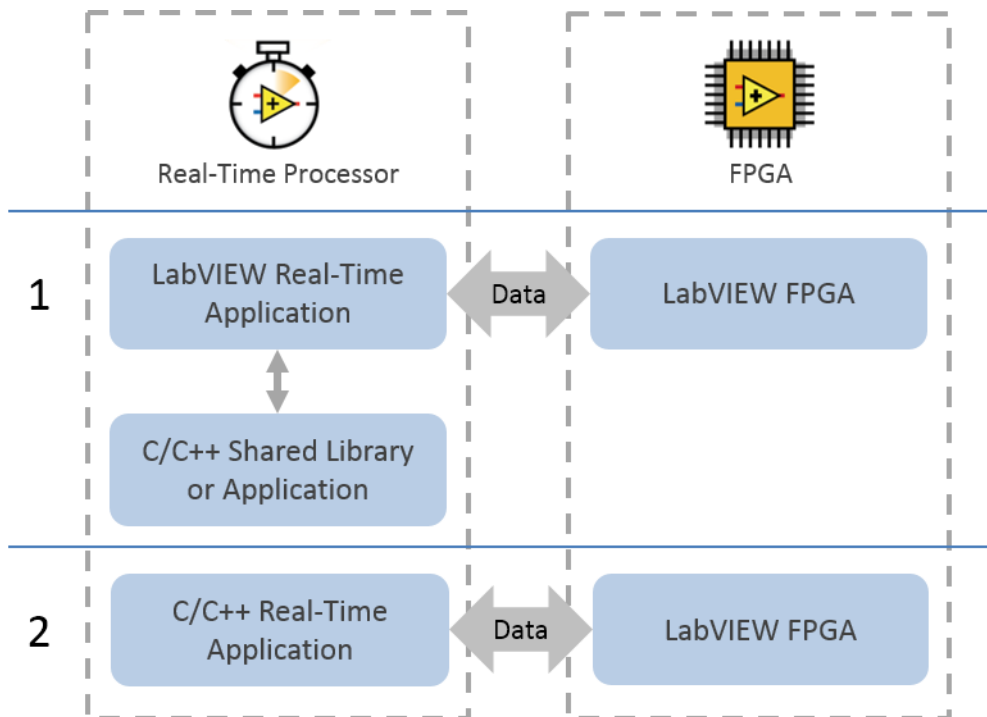 Real-Time Processor
FPGA
1
LabVIEW Real-Time
Application
Data
LabVIEW FPGA
C/C++ Shared Library
or Application
2
C/C++ Real-Time
Application
Data
LabVIEW FPGA